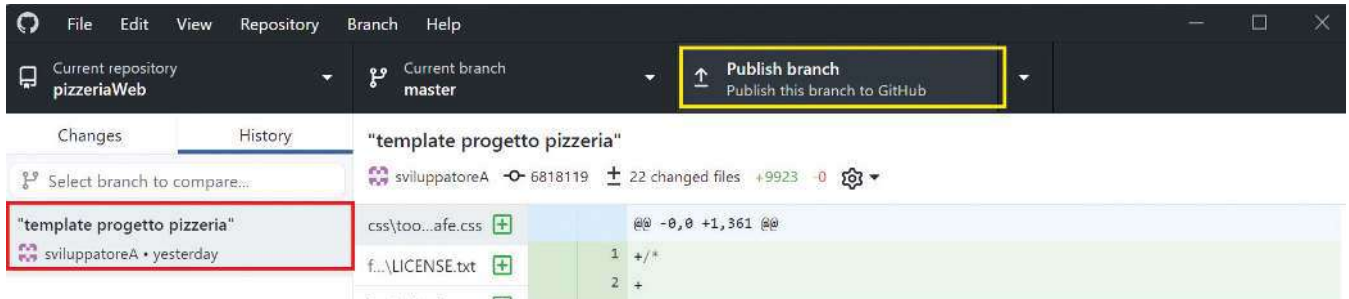 File Edit View Repository Branch Help
Current repository
pizzeriaWeb
Current branch
master
Publish branch
Publish this branch to GitHub
Changes History
Select branch to compare...
"template progetto pizzeria"
sviluppatoreA • yesterday
"template progetto pizzeria"
sviluppatoreA 6818119 22 changed files +9923 -0
css\too...afe.css
f...\LICENSE.txt
@@ -0,0 +1,361 @@
1 +/*
2 +